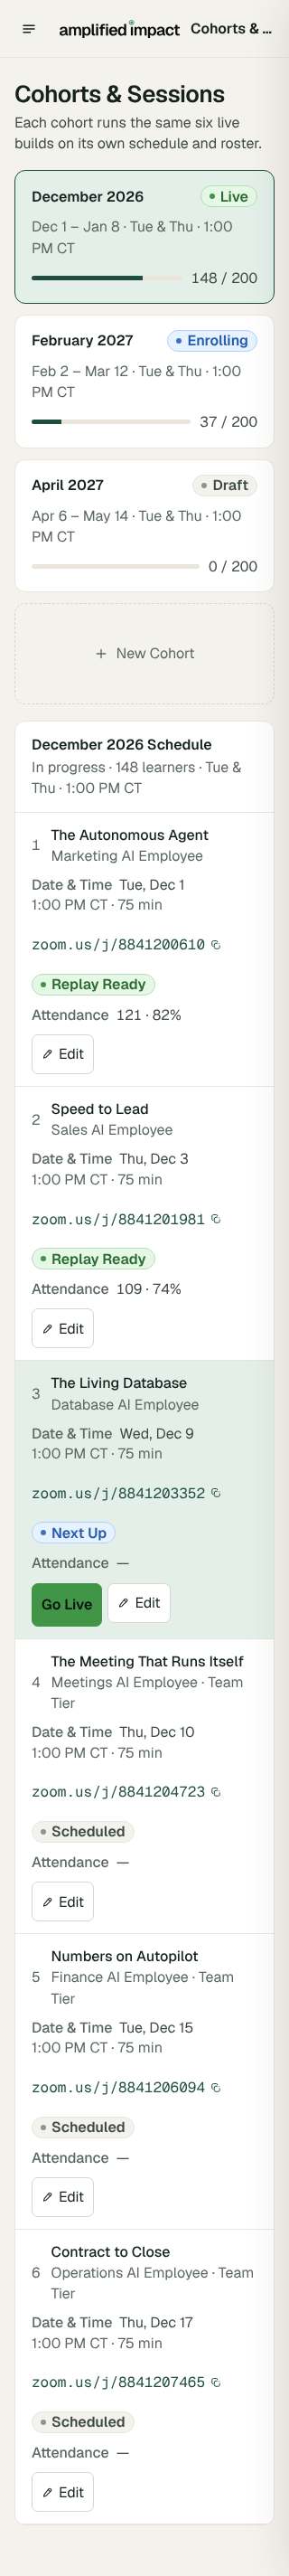 amplified impact Cohorts & ...
Cohorts & Sessions
Each cohort runs the same six live
builds on its own schedule and roster.
December 2026 Live
Dec 1 – Jan 8 · Tue & Thu · 1:00
PM CT
148 / 200
February 2027 Enrolling
Feb 2 – Mar 12 · Tue & Thu · 1:00
PM CT
37 / 200
April 2027 Draft
Apr 6 – May 14 · Tue & Thu · 1:00
PM CT
0 / 200
+ New Cohort
December 2026 Schedule
In progress · 148 learners · Tue &
Thu · 1:00 PM CT
1 The Autonomous Agent
Marketing AI Employee
Date & Time Tue, Dec 1
1:00 PM CT · 75 min
zoom.us/j/8841200610
Replay Ready
Attendance 121 · 82%
Edit
2 Speed to Lead
Sales AI Employee
Date & Time Thu, Dec 3
1:00 PM CT · 75 min
zoom.us/j/8841201981
Replay Ready
Attendance 109 · 74%
Edit
3 The Living Database
Database AI Employee
Date & Time Wed, Dec 9
1:00 PM CT · 75 min
zoom.us/j/8841203352
Next Up
Attendance —
Go Live Edit
The Meeting That Runs Itself
4 Meetings AI Employee · Team
Tier
Date & Time Thu, Dec 10
1:00 PM CT · 75 min
zoom.us/j/8841204723
Scheduled
Attendance —
Edit
Numbers on Autopilot
5 Finance AI Employee · Team
Tier
Date & Time Tue, Dec 15
1:00 PM CT · 75 min
zoom.us/j/8841206094
Scheduled
Attendance —
Edit
Contract to Close
6 Operations AI Employee · Team
Tier
Date & Time Thu, Dec 17
1:00 PM CT · 75 min
zoom.us/j/8841207465
Scheduled
Attendance —
Edit